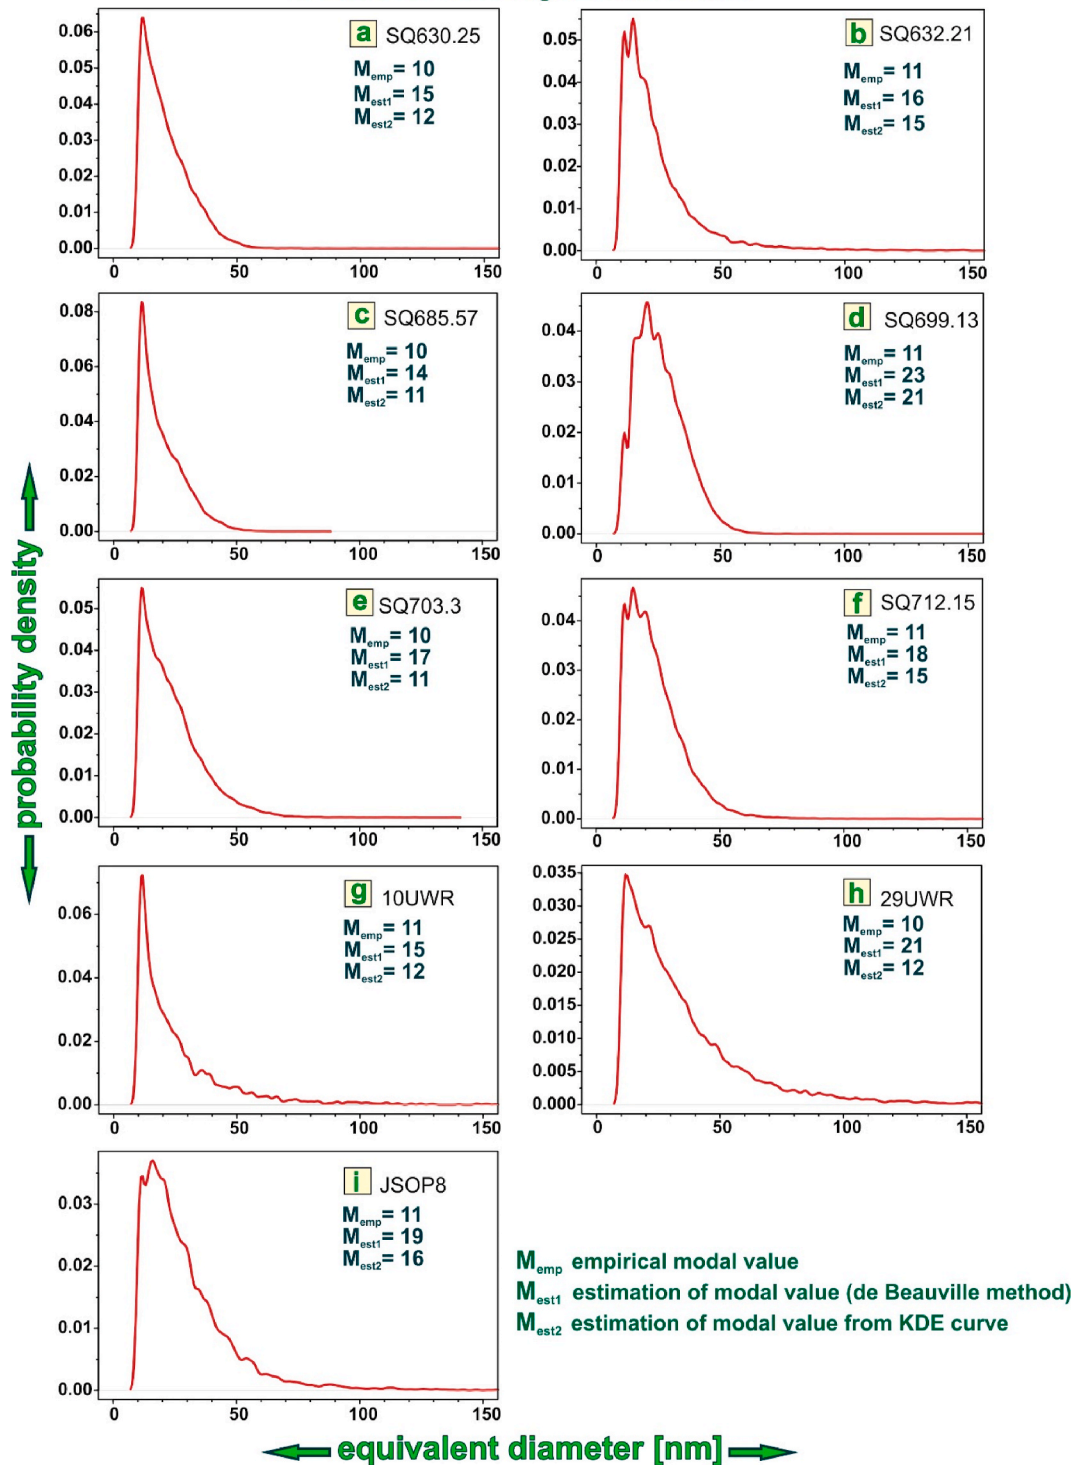 a SQ630.25
Memp= 10
Mest1= 15
Mest2= 12
0.06
0.05
0.04
0.03
0.02
0.01
0.00
0 50 100 150
b SQ632.21
Memp= 11
Mest1= 16
Mest2= 15
0.05
0.04
0.03
0.02
0.01
0.00
0 50 100 150
c SQ685.57
Memp= 10
Mest1= 14
Mest2= 11
0.08
0.06
0.04
0.02
0.00
0 50 100 150
d SQ699.13
Memp= 11
Mest1= 23
Mest2= 21
0.04
0.03
0.02
0.01
0.00
0 50 100 150
e SQ703.3
Memp= 10
Mest1= 17
Mest2= 11
0.05
0.04
0.03
0.02
0.01
0.00
0 50 100 150
f SQ712.15
Memp= 11
Mest1= 18
Mest2= 15
0.04
0.03
0.02
0.01
0.00
0 50 100 150
g 10UWR
Memp= 11
Mest1= 15
Mest2= 12
0.06
0.04
0.02
0.00
0 50 100 150
h 29UWR
Memp= 10
Mest1= 21
Mest2= 12
0.035
0.030
0.025
0.020
0.015
0.010
0.005
0.000
0 50 100 150
i JSOP8
Memp= 11
Mest1= 19
Mest2= 16
0.03
0.02
0.01
0.00
0 50 100 150
Memp empirical modal value
Mest1 estimation of modal value (de Beauville method)
Mest2 estimation of modal value from KDE curve
probability density
equivalent diameter [nm]